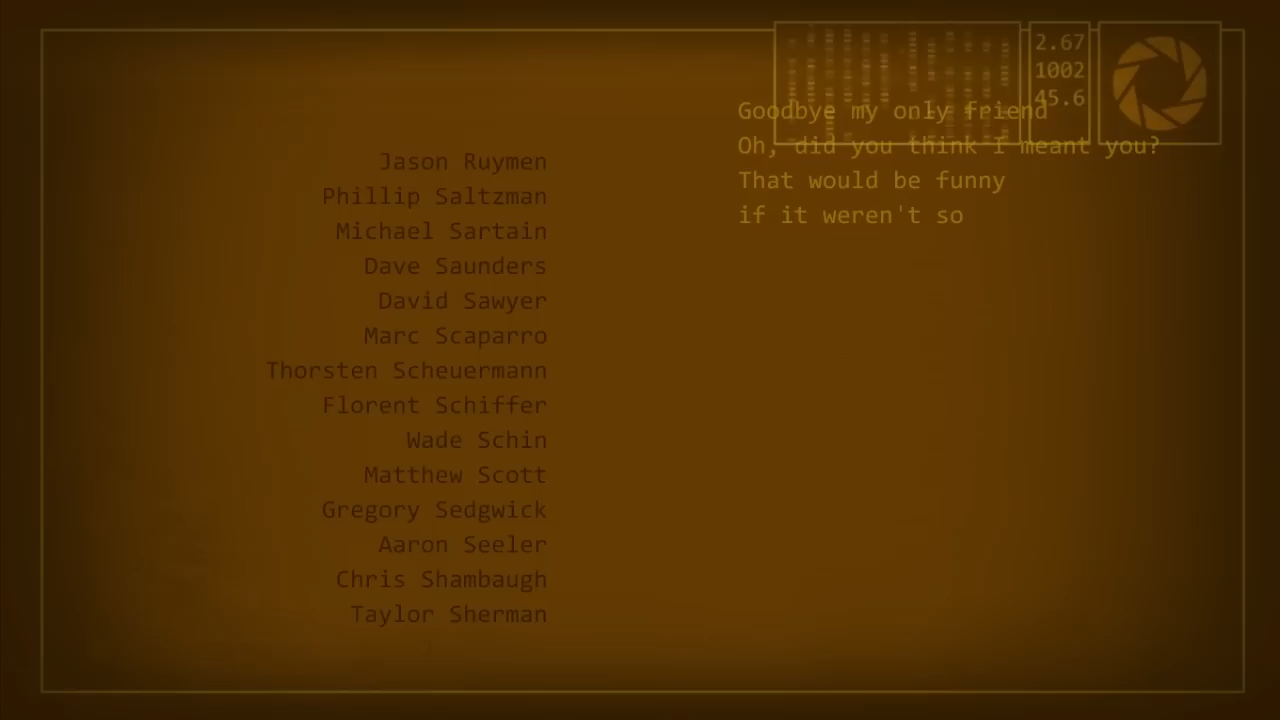 2.67
1002
45.6
Goodbye my only friend
Oh, did you think I meant you?
That would be funny
if it weren't so
Jason Ruymen
Phillip Saltzman
Michael Sartain
Dave Saunders
David Sawyer
Marc Scaparro
Thorsten Scheuermann
Florent Schiffer
Wade Schin
Matthew Scott
Gregory Sedgwick
Aaron Seeler
Chris Shambaugh
Taylor Sherman